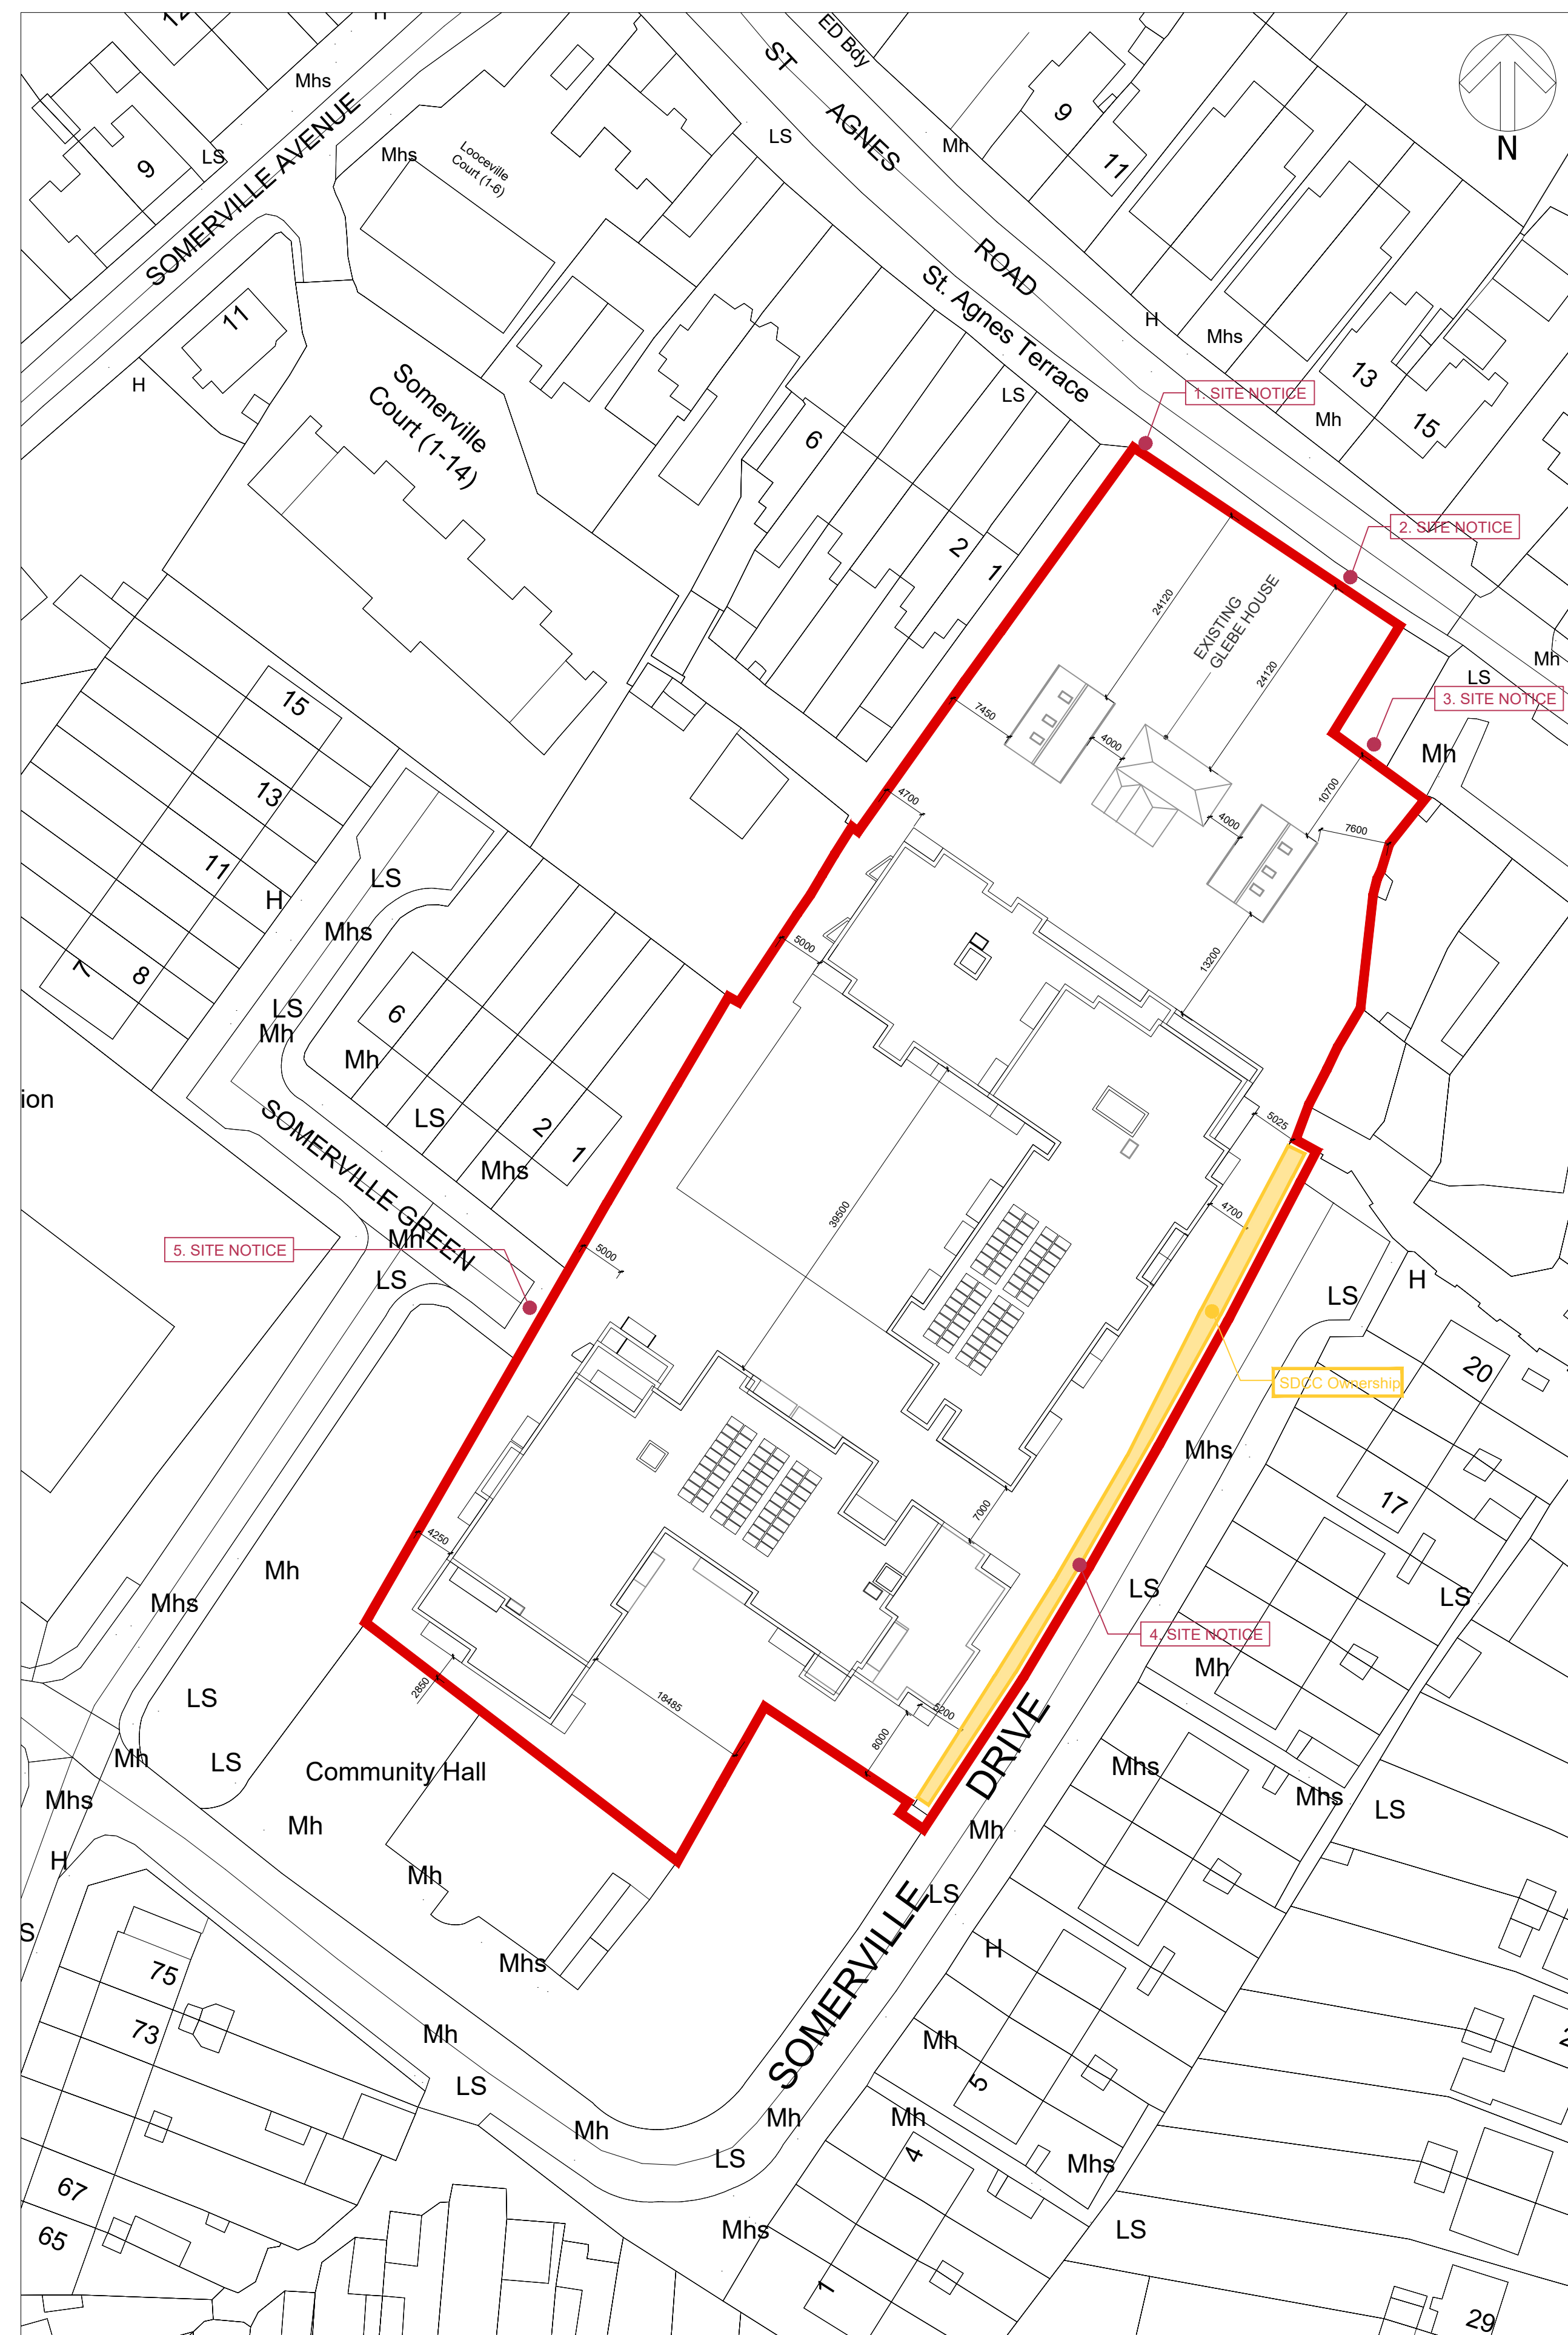 12
H
Mhs
ST
ED Bdy
AGNES
ROAD
SOMERVILLE AVENUE
9
LS
Mhs
Looceville
Court (1-6)
LS
Mh
9
11
N
11
H
Somerville
Court (1-14)
St. Agnes Terrace
LS
H
Mhs
13
15
Mh
1. SITE NOTICE
6
2
1
2. SITE NOTICE
Mh
LS
3. SITE NOTICE
Mh
24120
EXISTING
GLEBE HOUSE
24120
7450
4000
4000
10700
7600
4700
5000
13200
15
13
11
H
LS
Mhs
7
8
LS
Mh
6
Mh
LS
2
1
Mhs
ion
SOMERVILLE GREEN
Mh
LS
5. SITE NOTICE
5000
39500
5025
4700
H
LS
SDCC Ownership
20
17
Mhs
LS
LS
4. SITE NOTICE
Mh
7000
4250
Mh
Mhs
LS
LS
Mh
Mhs
2850
18485
5200
8000
Community Hall
Mh
Mh
H
S
Mhs
SOMERVILLE DRIVE
Mh
LS
Mhs
Mhs
LS
H
Mh
5
Mh
4
Mhs
75
73
67
65
Mh
LS
Mh
Mh
LS
Mhs
LS
1
2
29